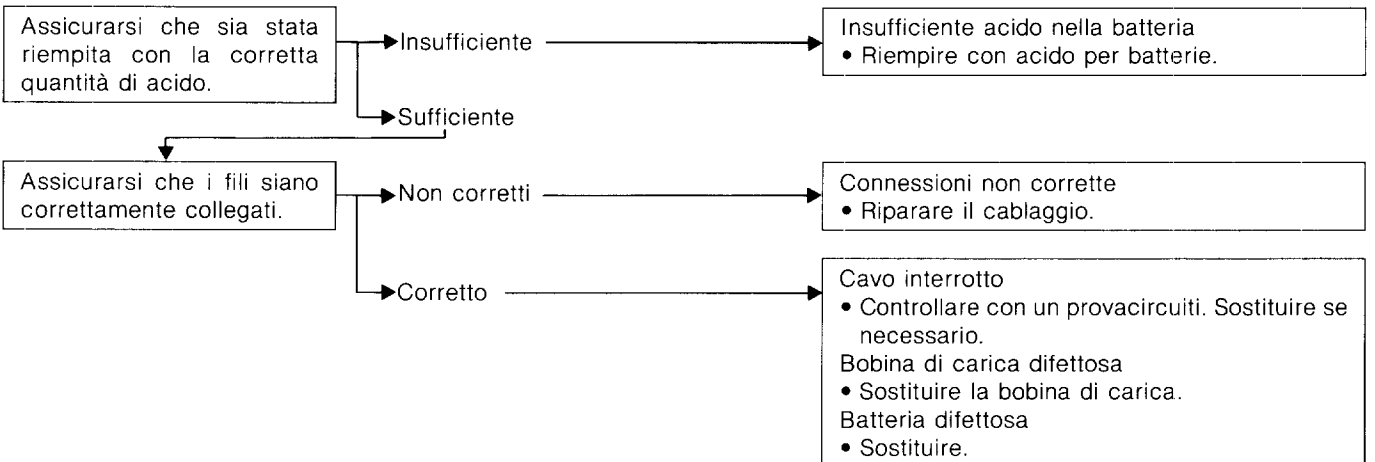 Assicurarsi che sia stata
riempita con la corretta
quantità di acido.
Insufficiente
Insufficiente acido nella batteria
• Riempire con acido per batterie.
Sufficiente
Assicurarsi che i fili siano
correttamente collegati.
Non corretti
Connessioni non corrette
• Riparare il cablaggio.
Corretto
Cavo interrotto
• Controllare con un provacircuiti. Sostituire se
necessario.
Bobina di carica difettosa
• Sostituire la bobina di carica.
Batteria difettosa
• Sostituire.